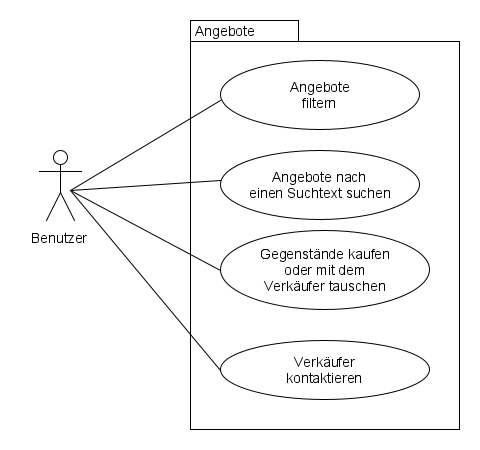 Angebote
Angebote
filtern
Angebote nach
einen Suchtext suchen
Gegenstände kaufen
oder mit dem
Verkäufer tauschen
Verkäufer
kontaktieren
Benutzer